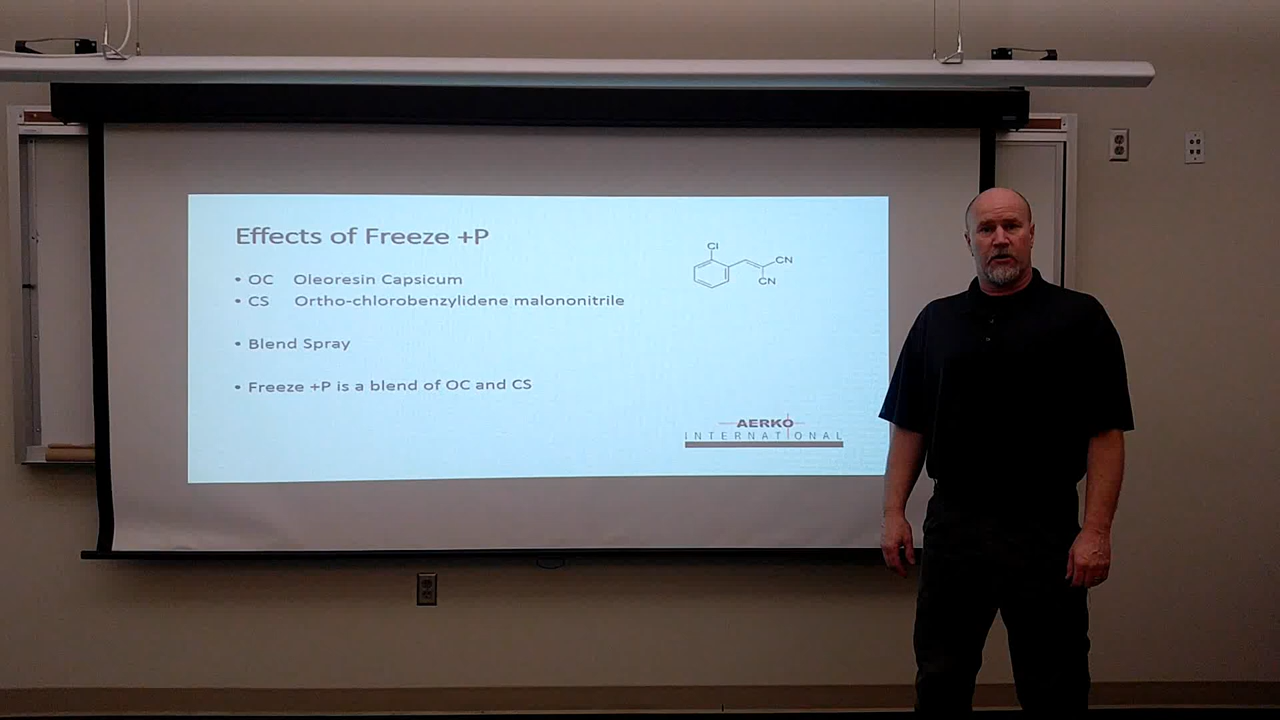 Effects of Freeze +P
• OC Oleoresin Capsicum
• CS Ortho-chlorobenzylidene malononitrile
• Blend Spray
• Freeze +P is a blend of OC and CS
Cl
CN
CN
AERKO
INTERNATIONAL